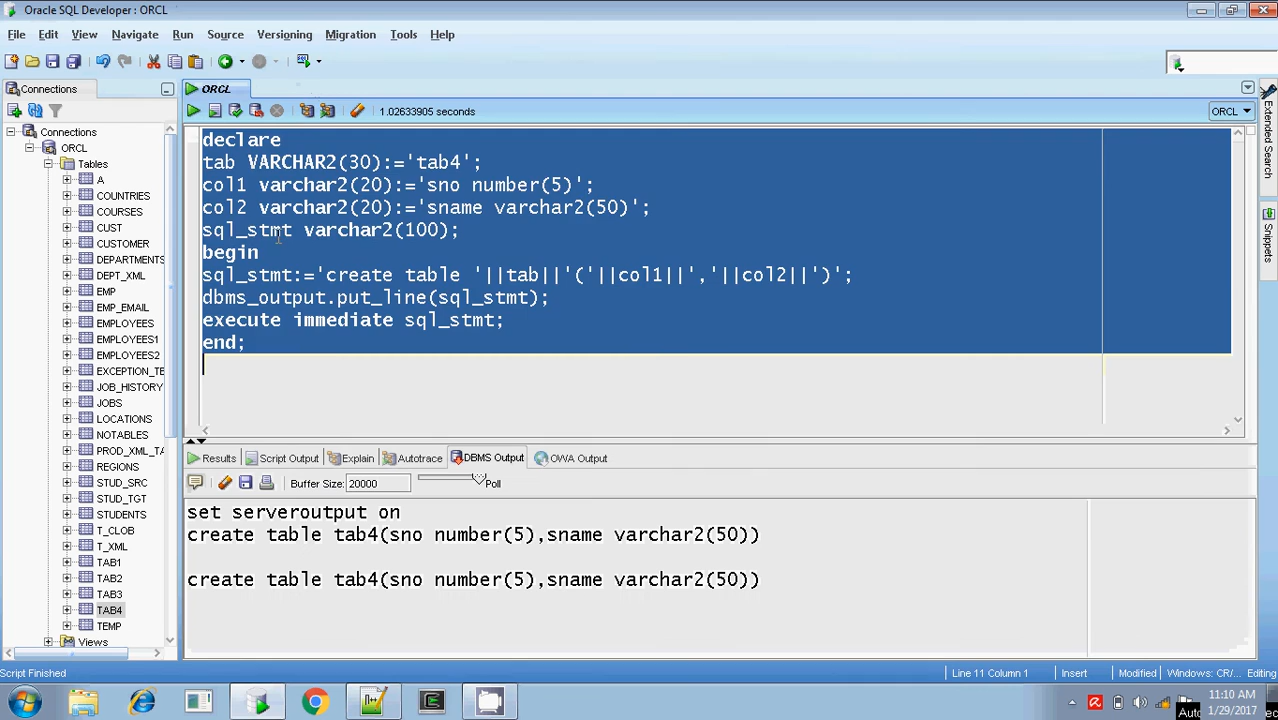 Oracle SQL Developer : ORCL
File Edit View Navigate Run Source Versioning Migration Tools Help
Connections
ORCL
1.02633905 seconds
ORCL
Connections
ORCL
Tables
A
COUNTRIES
COURSES
CUST
CUSTOMER
DEPARTMENTS
DEPT_XML
EMP
EMP_EMAIL
EMPLOYEES
EMPLOYEES1
EMPLOYEES2
EXCEPTION_TE
JOB_HISTORY
JOBS
LOCATIONS
NOTABLES
PROD_XML_TA
REGIONS
STUD_SRC
STUD_TGT
STUDENTS
T_CLOB
T_XML
TAB1
TAB2
TAB3
TAB4
TEMP
Views
declare
tab VARCHAR2(30):='tab4';
col1 varchar2(20):='sno number(5)';
col2 varchar2(20):='sname varchar2(50)';
sql_stmt varchar2(100);
begin
sql_stmt:='create table '||tab||'('||col1||','||col2||')';
dbms_output.put_line(sql_stmt);
execute immediate sql_stmt;
end;
Results Script Output Explain Autotrace DBMS Output OWA Output
Buffer Size: 20000 Poll
set serveroutput on
create table tab4(sno number(5),sname varchar2(50))
create table tab4(sno number(5),sname varchar2(50))
Extended Search
Snippets
Script Finished
Line 11 Column 1 Insert Modified Windows: CR/... Editing
11:10 AM
1/29/2017